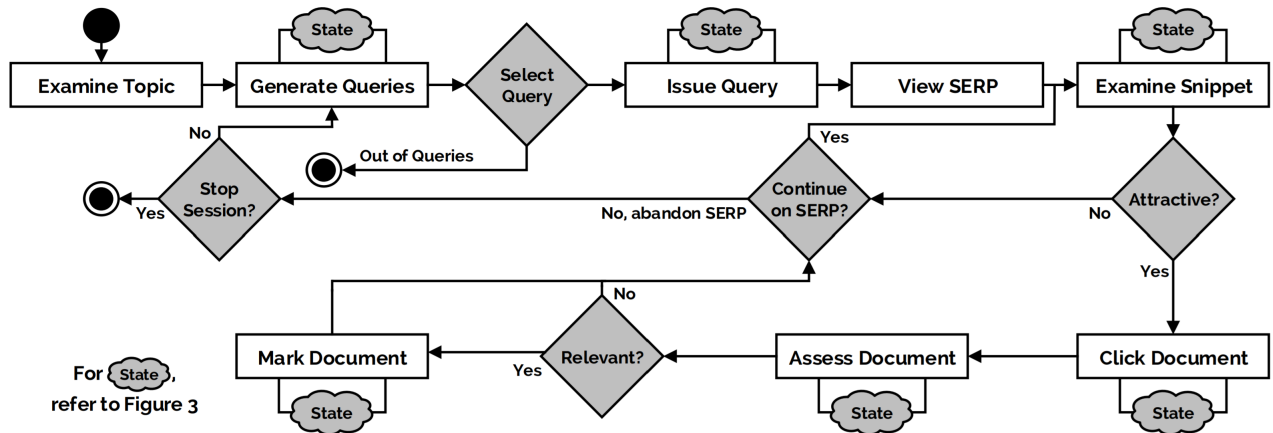 State
State
State
Examine Topic
Generate Queries
Select
Query
Issue Query
View SERP
Examine Snippet
No
Out of Queries
Yes
Stop
Session?
Yes
No, abandon SERP
Continue
on SERP?
No
Attractive?
Yes
No
Mark Document
Yes
Relevant?
Assess Document
Click Document
For State,
refer to Figure 3
State
State
State